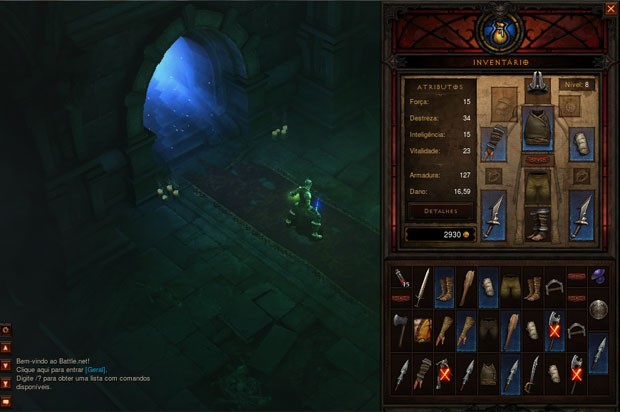 INVENTÁRIO
ATRIBUTOS
Nível: 8
Força: 15
Destreza: 34
Inteligência: 15
Vitalidade: 23
Armadura: 127
Dano: 16,59
DETALHES
2930
15
Bem-vindo ao Battle.net!
Clique aqui para entrar [Geral].
Digite /? para obter uma lista com comandos
disponíveis.